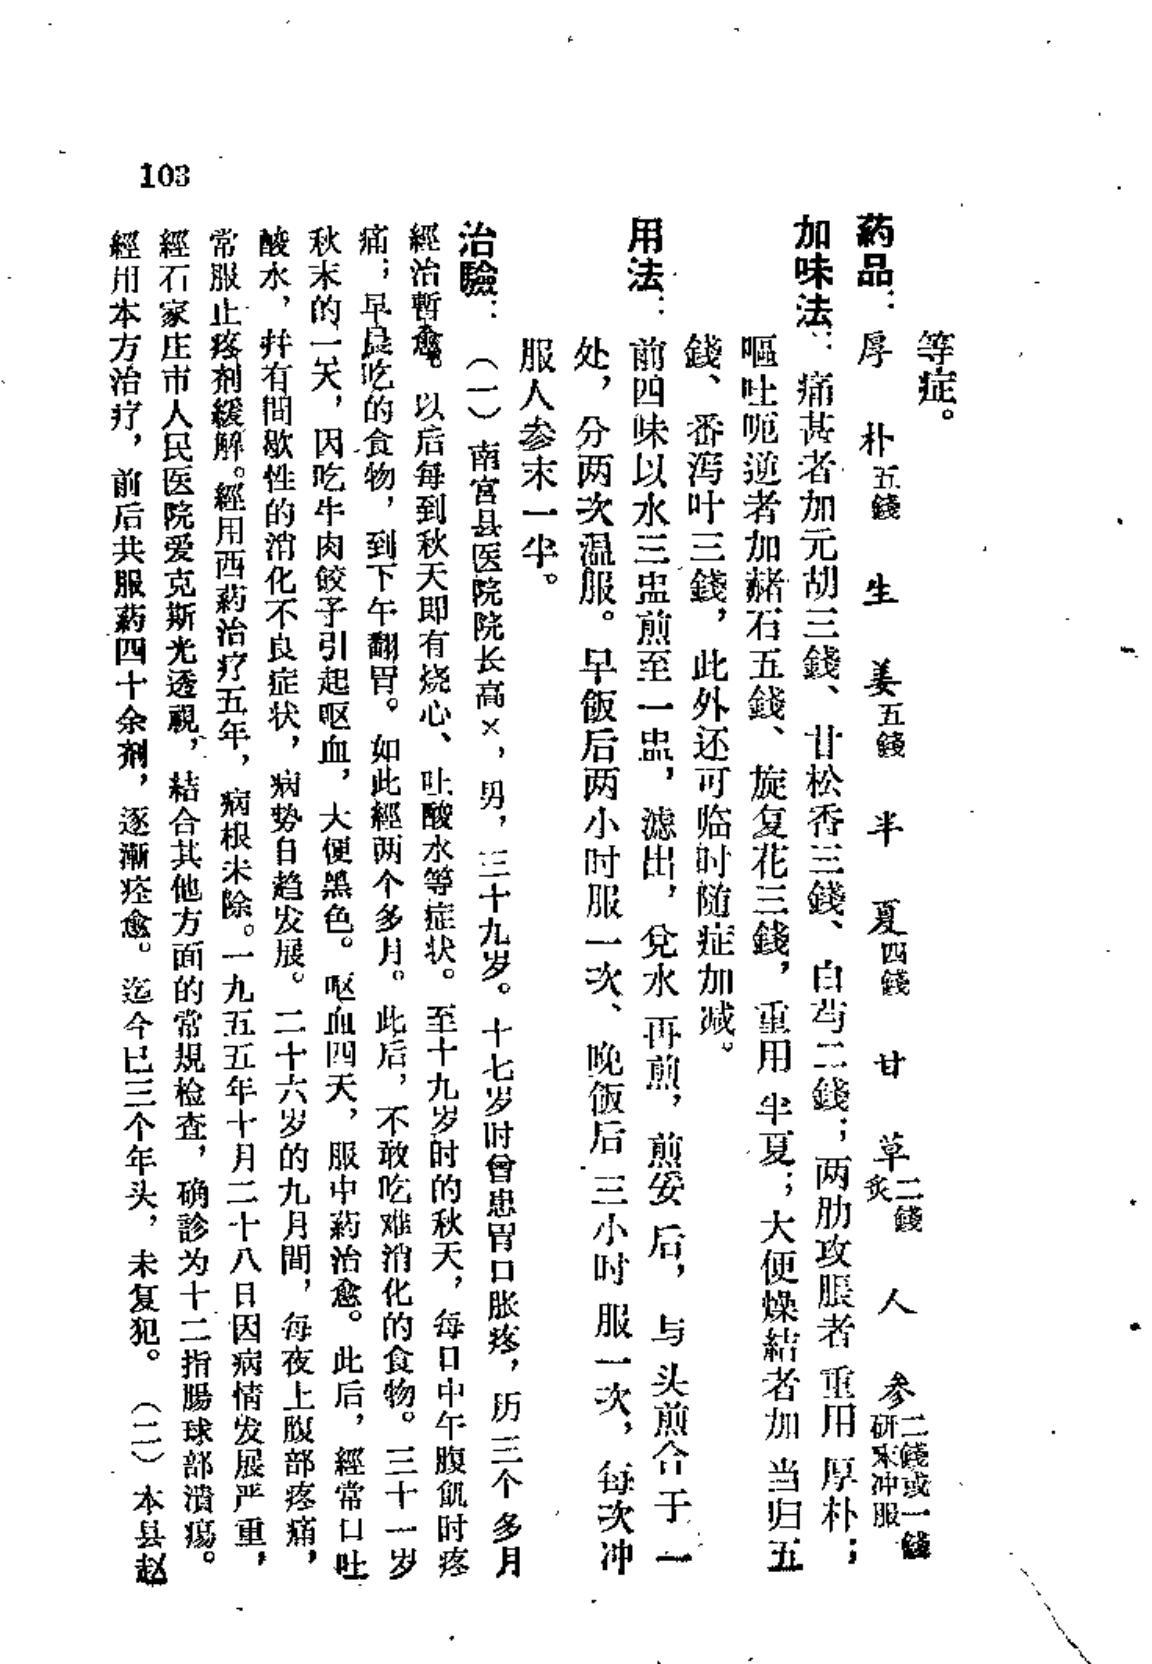 等症。
药品：厚　朴五錢　生　姜五錢　半　夏四錢　甘　草二錢炙　人　参二錢或一錢研末冲服
加味法：痛甚者加元胡三錢、甘松香三錢、白芍二錢；两肋攻脹者重用厚朴；
嘔吐呃逆者加赭石五錢、旋复花三錢，重用半夏；大便燥結者加当归五
錢、番泻叶三錢，此外还可临时随症加减。
用法：前四味以水三盅煎至一盅，滤出，兌水再煎，煎妥后，与头煎合于一
处，分两次温服。早飯后两小时服一次、晚飯后三小时服一次，每次冲
服人参末一半。
治驗：（一）南宫县医院院长高×，男，三十九岁。十七岁时曾患胃口胀疼，历三个多月
經治暫愈。以后每到秋天即有烧心、吐酸水等症状。至十九岁时的秋天，每日中午腹飢时疼
痛，早晨吃的食物，到下午翻胃。如此經两个多月。此后，不敢吃难消化的食物。三十一岁
秋末的一天，因吃牛肉餃子引起呕血，大便黑色。呕血四天，服中药治愈。此后，經常口吐
酸水，幷有間歇性的消化不良症状，病势日趋发展。二十六岁的九月間，每夜上腹部疼痛，
常服止疼剂緩解。經用西药治疗五年，病根未除。一九五五年十月二十八日因病情发展严重，
經石家庄市人民医院爱克斯光透視，結合其他方面的常規检查，确診为十二指腸球部潰瘍。
經用本方治疗，前后共服药四十余剂，逐漸痊愈。迄今已三个年头，未复犯。（二）本县赵
103